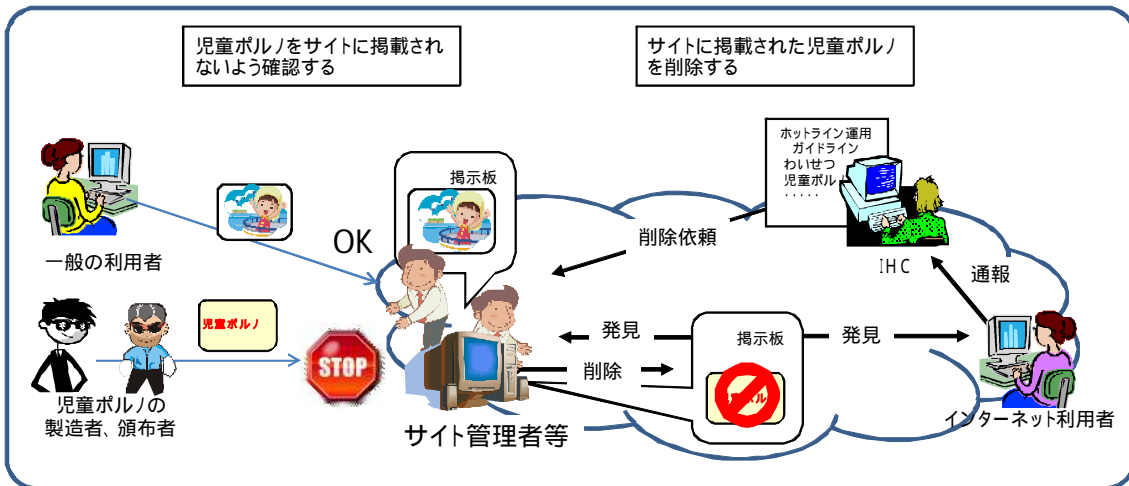 児童ポルノをサイトに掲載され
ないよう確認する
サイトに掲載された児童ポルノ
を削除する
ホットライン運用
ガイドライン
わいせつ
児童ポル
・・・・・
掲示板
OK
削除依頼
一般の利用者
IHC
通報
児童ポルノ
STOP
発見
掲示板
発見
削除
児童ポルノの
製造者、頒布者
サイト管理者等
インターネット利用者